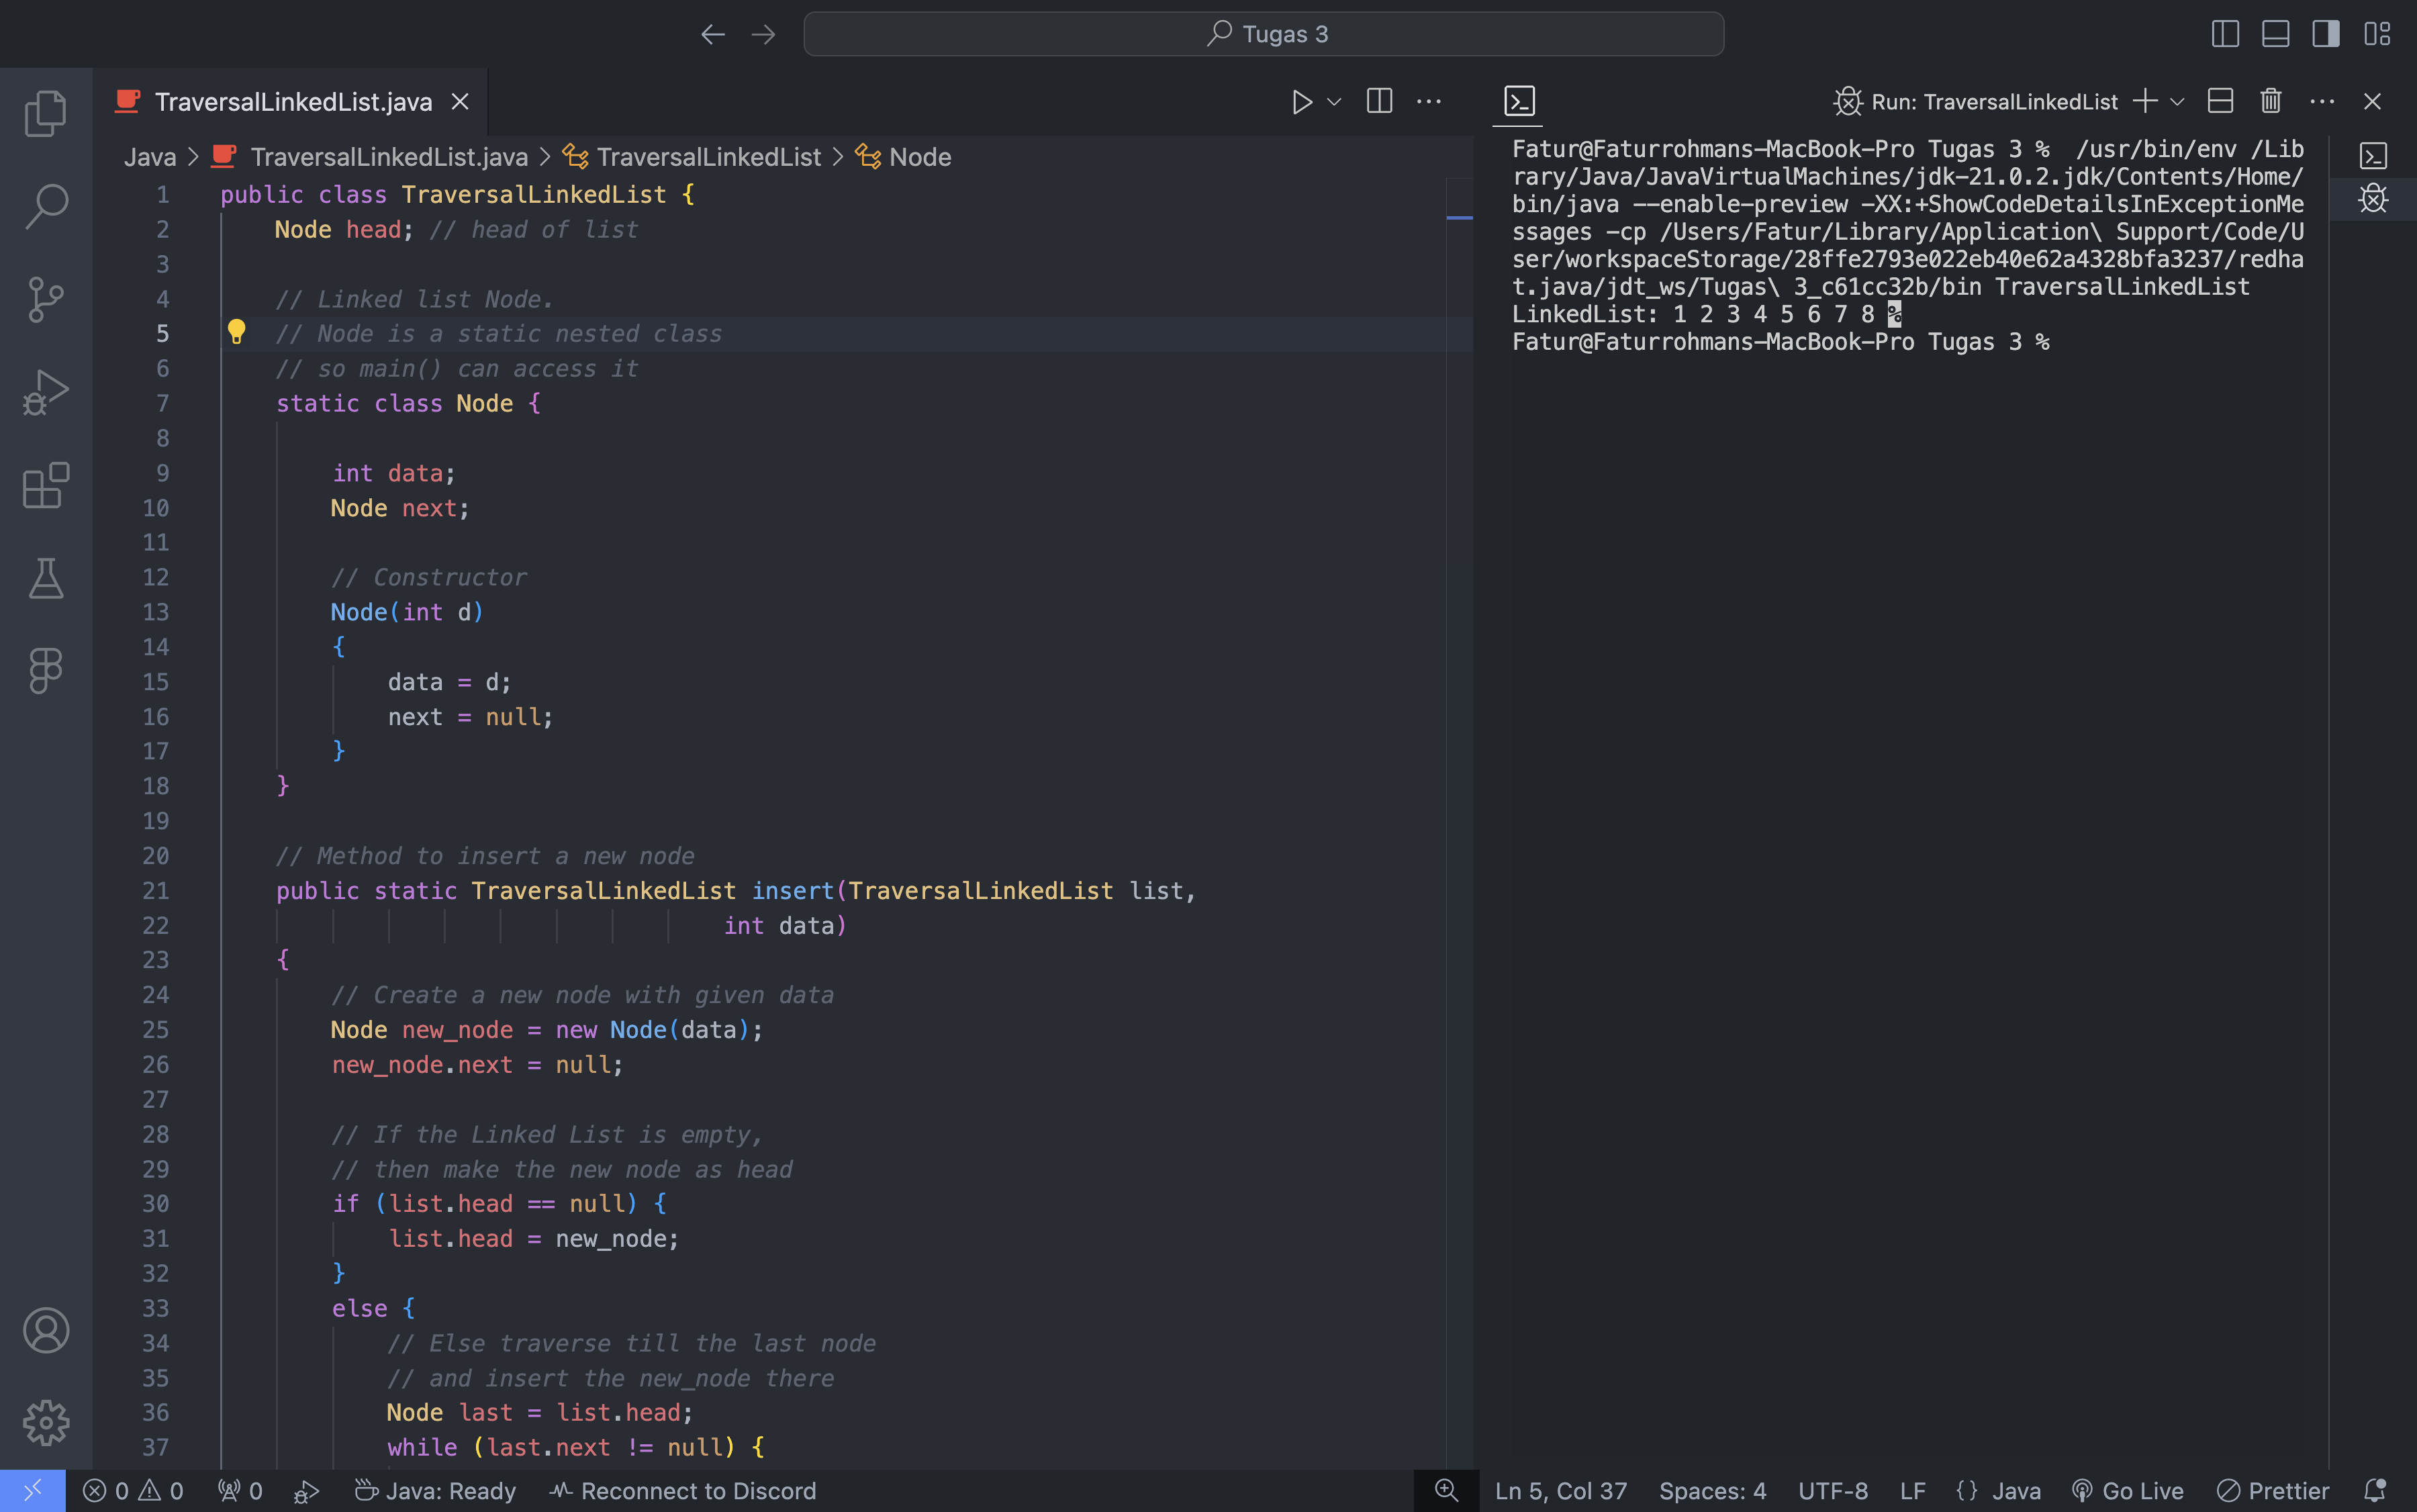 Tugas 3
TraversalLinkedList.java
Java > TraversalLinkedList.java > TraversalLinkedList > Node
1 public class TraversalLinkedList {
2 Node head; // head of list
3
4 // Linked list Node.
5 // Node is a static nested class
6 // so main() can access it
7 static class Node {
8
9 int data;
10 Node next;
11
12 // Constructor
13 Node(int d)
14 {
15 data = d;
16 next = null;
17 }
18 }
19
20 // Method to insert a new node
21 public static TraversalLinkedList insert(TraversalLinkedList list,
22 int data)
23 {
24 // Create a new node with given data
25 Node new_node = new Node(data);
26 new_node.next = null;
27
28 // If the Linked List is empty,
29 // then make the new node as head
30 if (list.head == null) {
31 list.head = new_node;
32 }
33 else {
34 // Else traverse till the last node
35 // and insert the new_node there
36 Node last = list.head;
37 while (last.next != null) {
Run: TraversalLinkedList
Fatur@Faturrohmans-MacBook-Pro Tugas 3 %  /usr/bin/env /Lib
rary/Java/JavaVirtualMachines/jdk-21.0.2.jdk/Contents/Home/
bin/java --enable-preview -XX:+ShowCodeDetailsInExceptionMe
ssages -cp /Users/Fatur/Library/Application\ Support/Code/U
ser/workspaceStorage/28ffe2793e022eb40e62a4328bfa3237/redha
t.java/jdt_ws/Tugas\ 3_c61cc32b/bin TraversalLinkedList
LinkedList: 1 2 3 4 5 6 7 8 %
Fatur@Faturrohmans-MacBook-Pro Tugas 3 %
0 0 0 Java: Ready Reconnect to Discord Ln 5, Col 37 Spaces: 4 UTF-8 LF {} Java Go Live Prettier